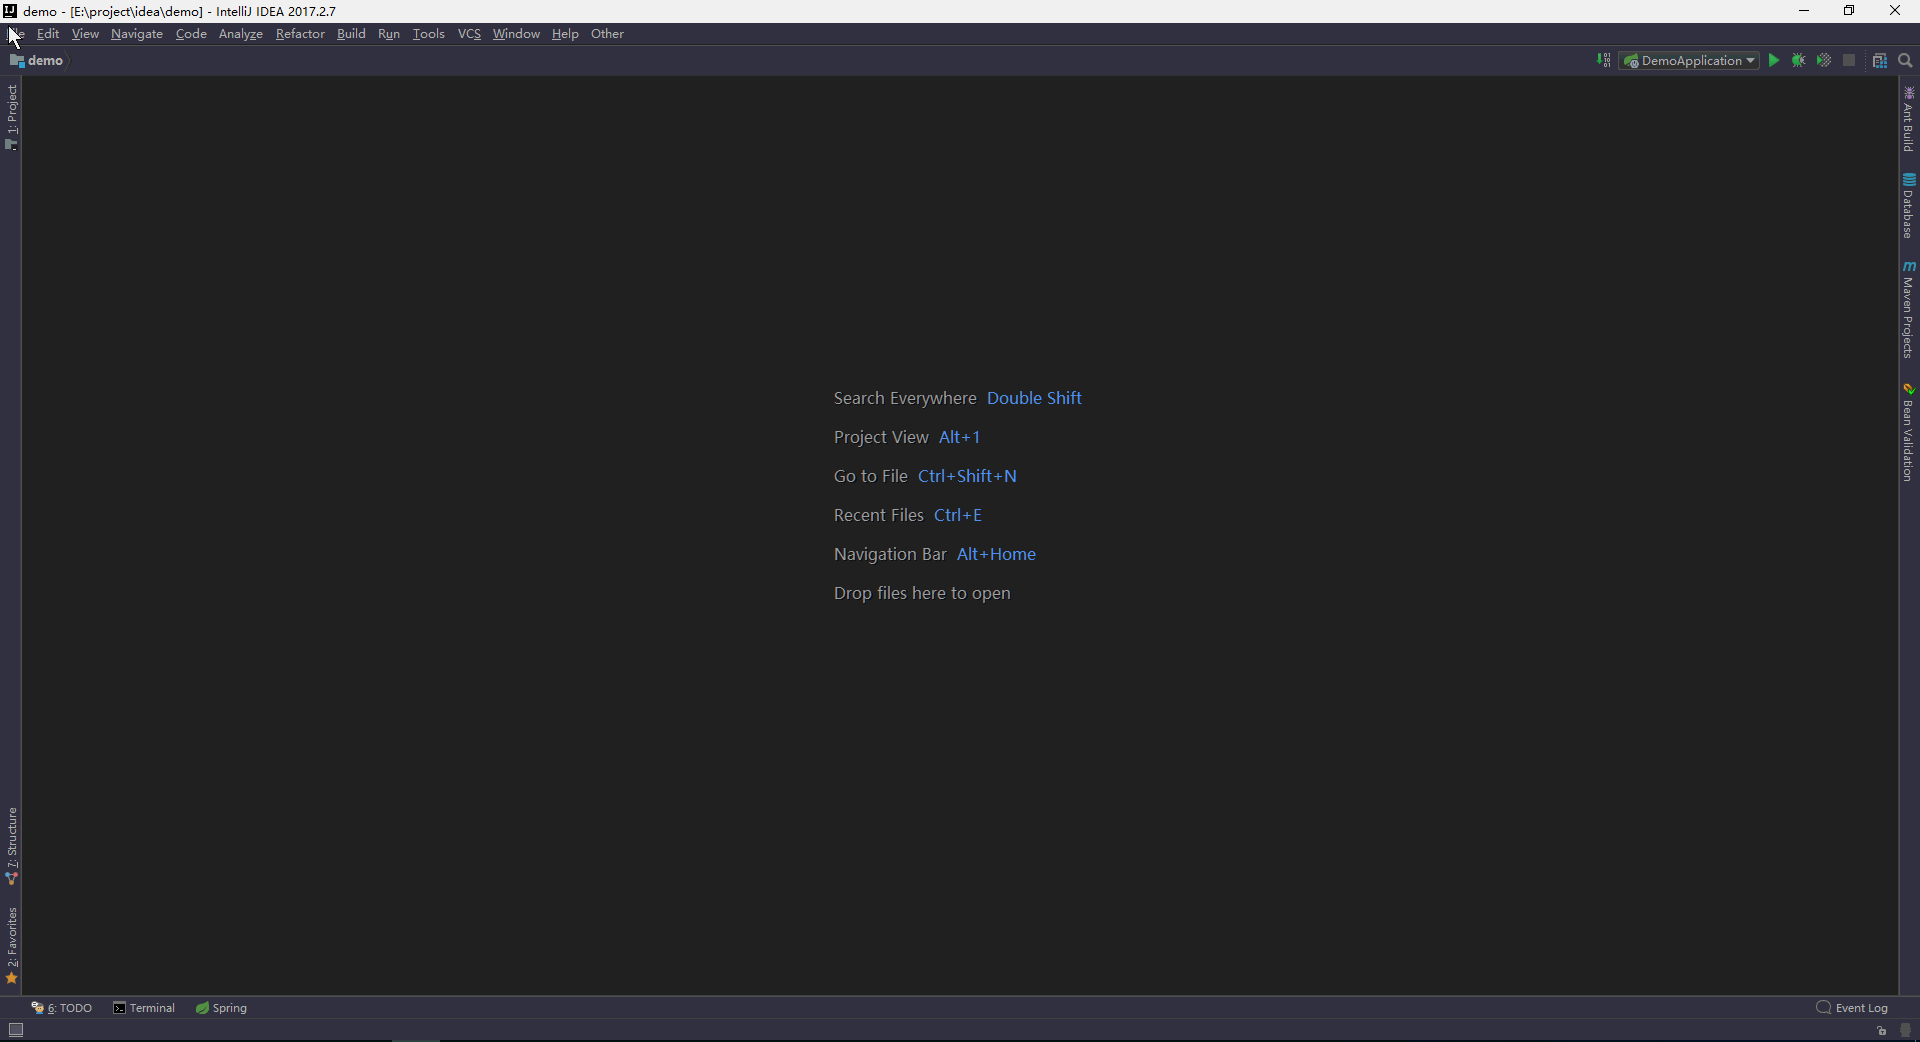 demo - [E:\project\idea\demo] - IntelliJ IDEA 2017.2.7
Edit View Navigate Code Analyze Refactor Build Run Tools VCS Window Help Other
demo
DemoApplication
1: Project
Ant Build
Database
Maven Projects
Bean Validation
Search Everywhere Double Shift
Project View Alt+1
Go to File Ctrl+Shift+N
Recent Files Ctrl+E
Navigation Bar Alt+Home
Drop files here to open
7: Structure
2: Favorites
6: TODO Terminal Spring
Event Log